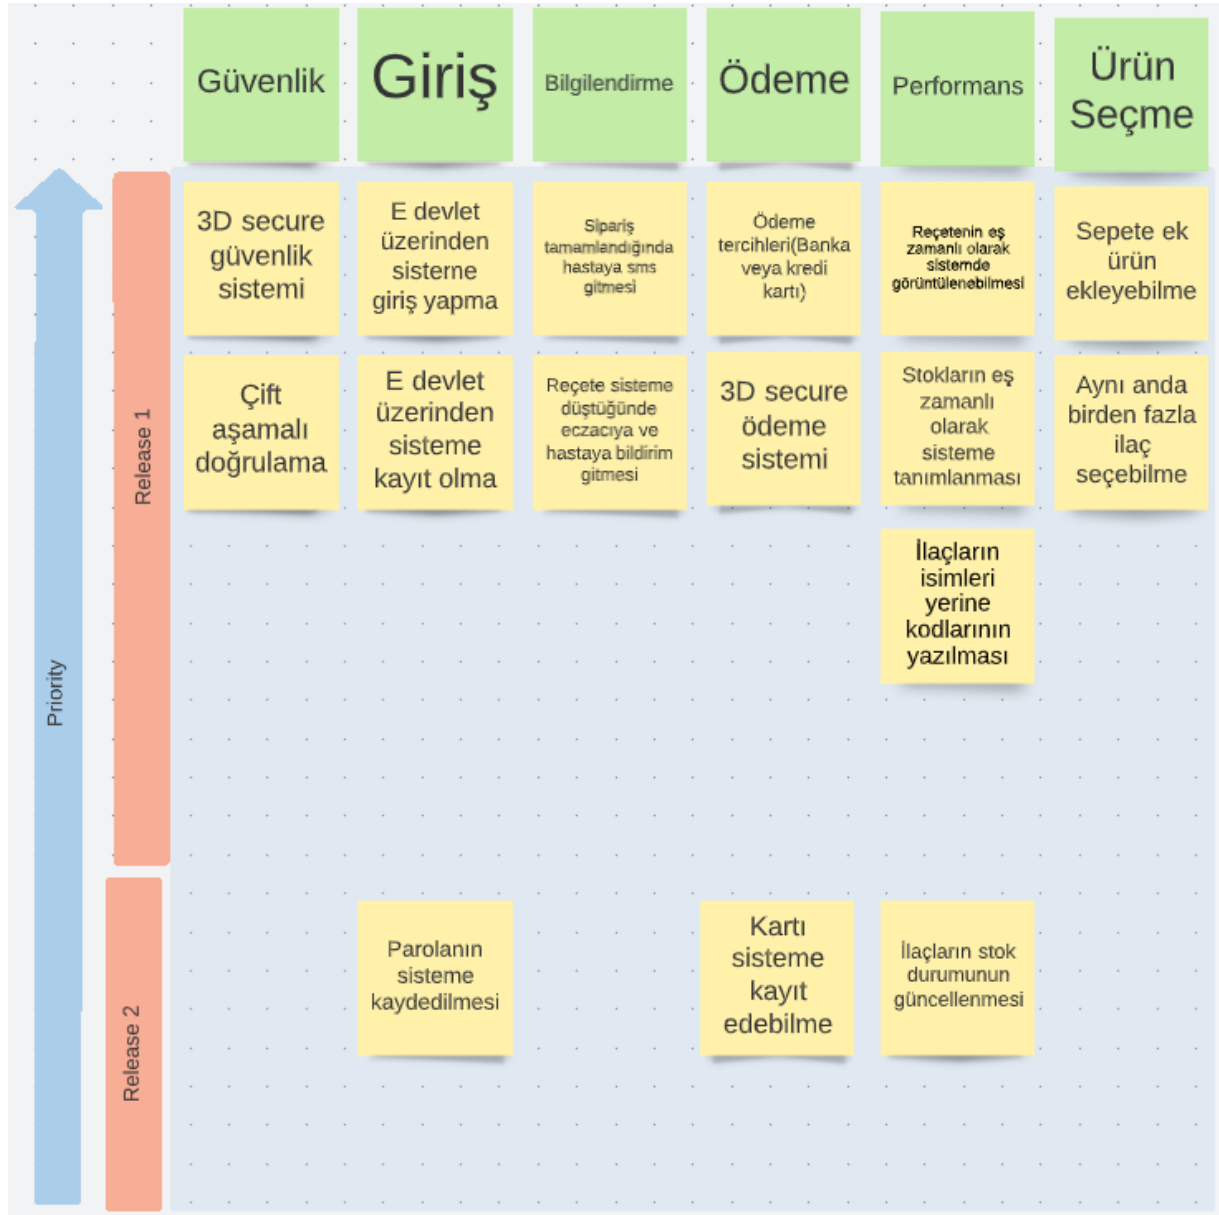 Güvenlik
Giriş
Bilgilendirme
Ödeme
Performans
Ürün
Seçme
Priority
Release 1
3D secure
güvenlik
sistemi
E devlet
üzerinden
sisteme
giriş yapma
Sipariş
tamamlandığında
hastaya sms
gitmesi
Ödeme
tercihleri(Banka
veya kredi
kartı)
Reçetenin eş
zamanlı olarak
sistemde
görüntülenebilmesi
Sepete ek
ürün
ekleyebilme
Çift
aşamalı
doğrulama
E devlet
üzerinden
sisteme
kayıt olma
Reçete sisteme
düştüğünde
eczacıya ve
hastaya bildirim
gitmesi
3D secure
ödeme
sistemi
Stokların eş
zamanlı
olarak
sisteme
tanımlanması
Aynı anda
birden fazla
ilaç
seçebilme
İlaçların
isimleri
yerine
kodlarının
yazılması
Release 2
Parolanın
sisteme
kaydedilmesi
Kartı
sisteme
kayıt
edebilme
İlaçların stok
durumunun
güncellenmesi